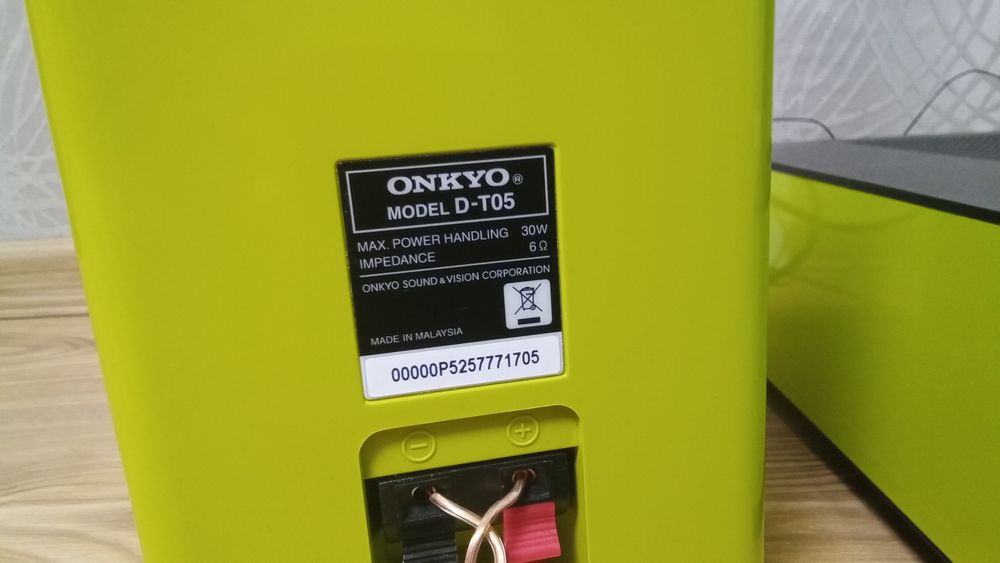 ONKYO®
MODEL D-T05
MAX. POWER HANDLING 30W
IMPEDANCE 6Ω
ONKYO SOUND & VISION CORPORATION
MADE IN MALAYSIA
00000P5257771705
− +